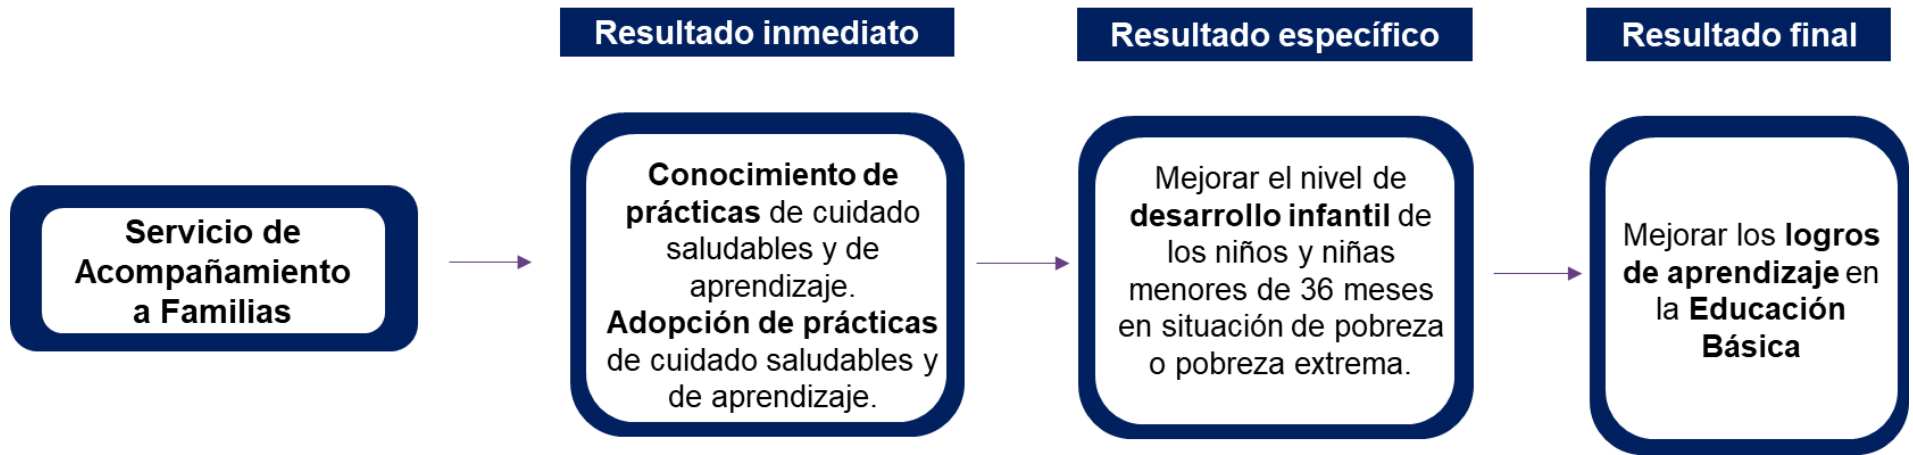 Resultado inmediato
Resultado específico
Resultado final
Servicio de
Acompañamiento
a Familias
Conocimiento de
prácticas de cuidado
saludables y de
aprendizaje.
Adopción de prácticas
de cuidado saludables y
de aprendizaje.
Mejorar el nivel de
desarrollo infantil de
los niños y niñas
menores de 36 meses
en situación de pobreza
o pobreza extrema.
Mejorar los logros
de aprendizaje en
la Educación
Básica